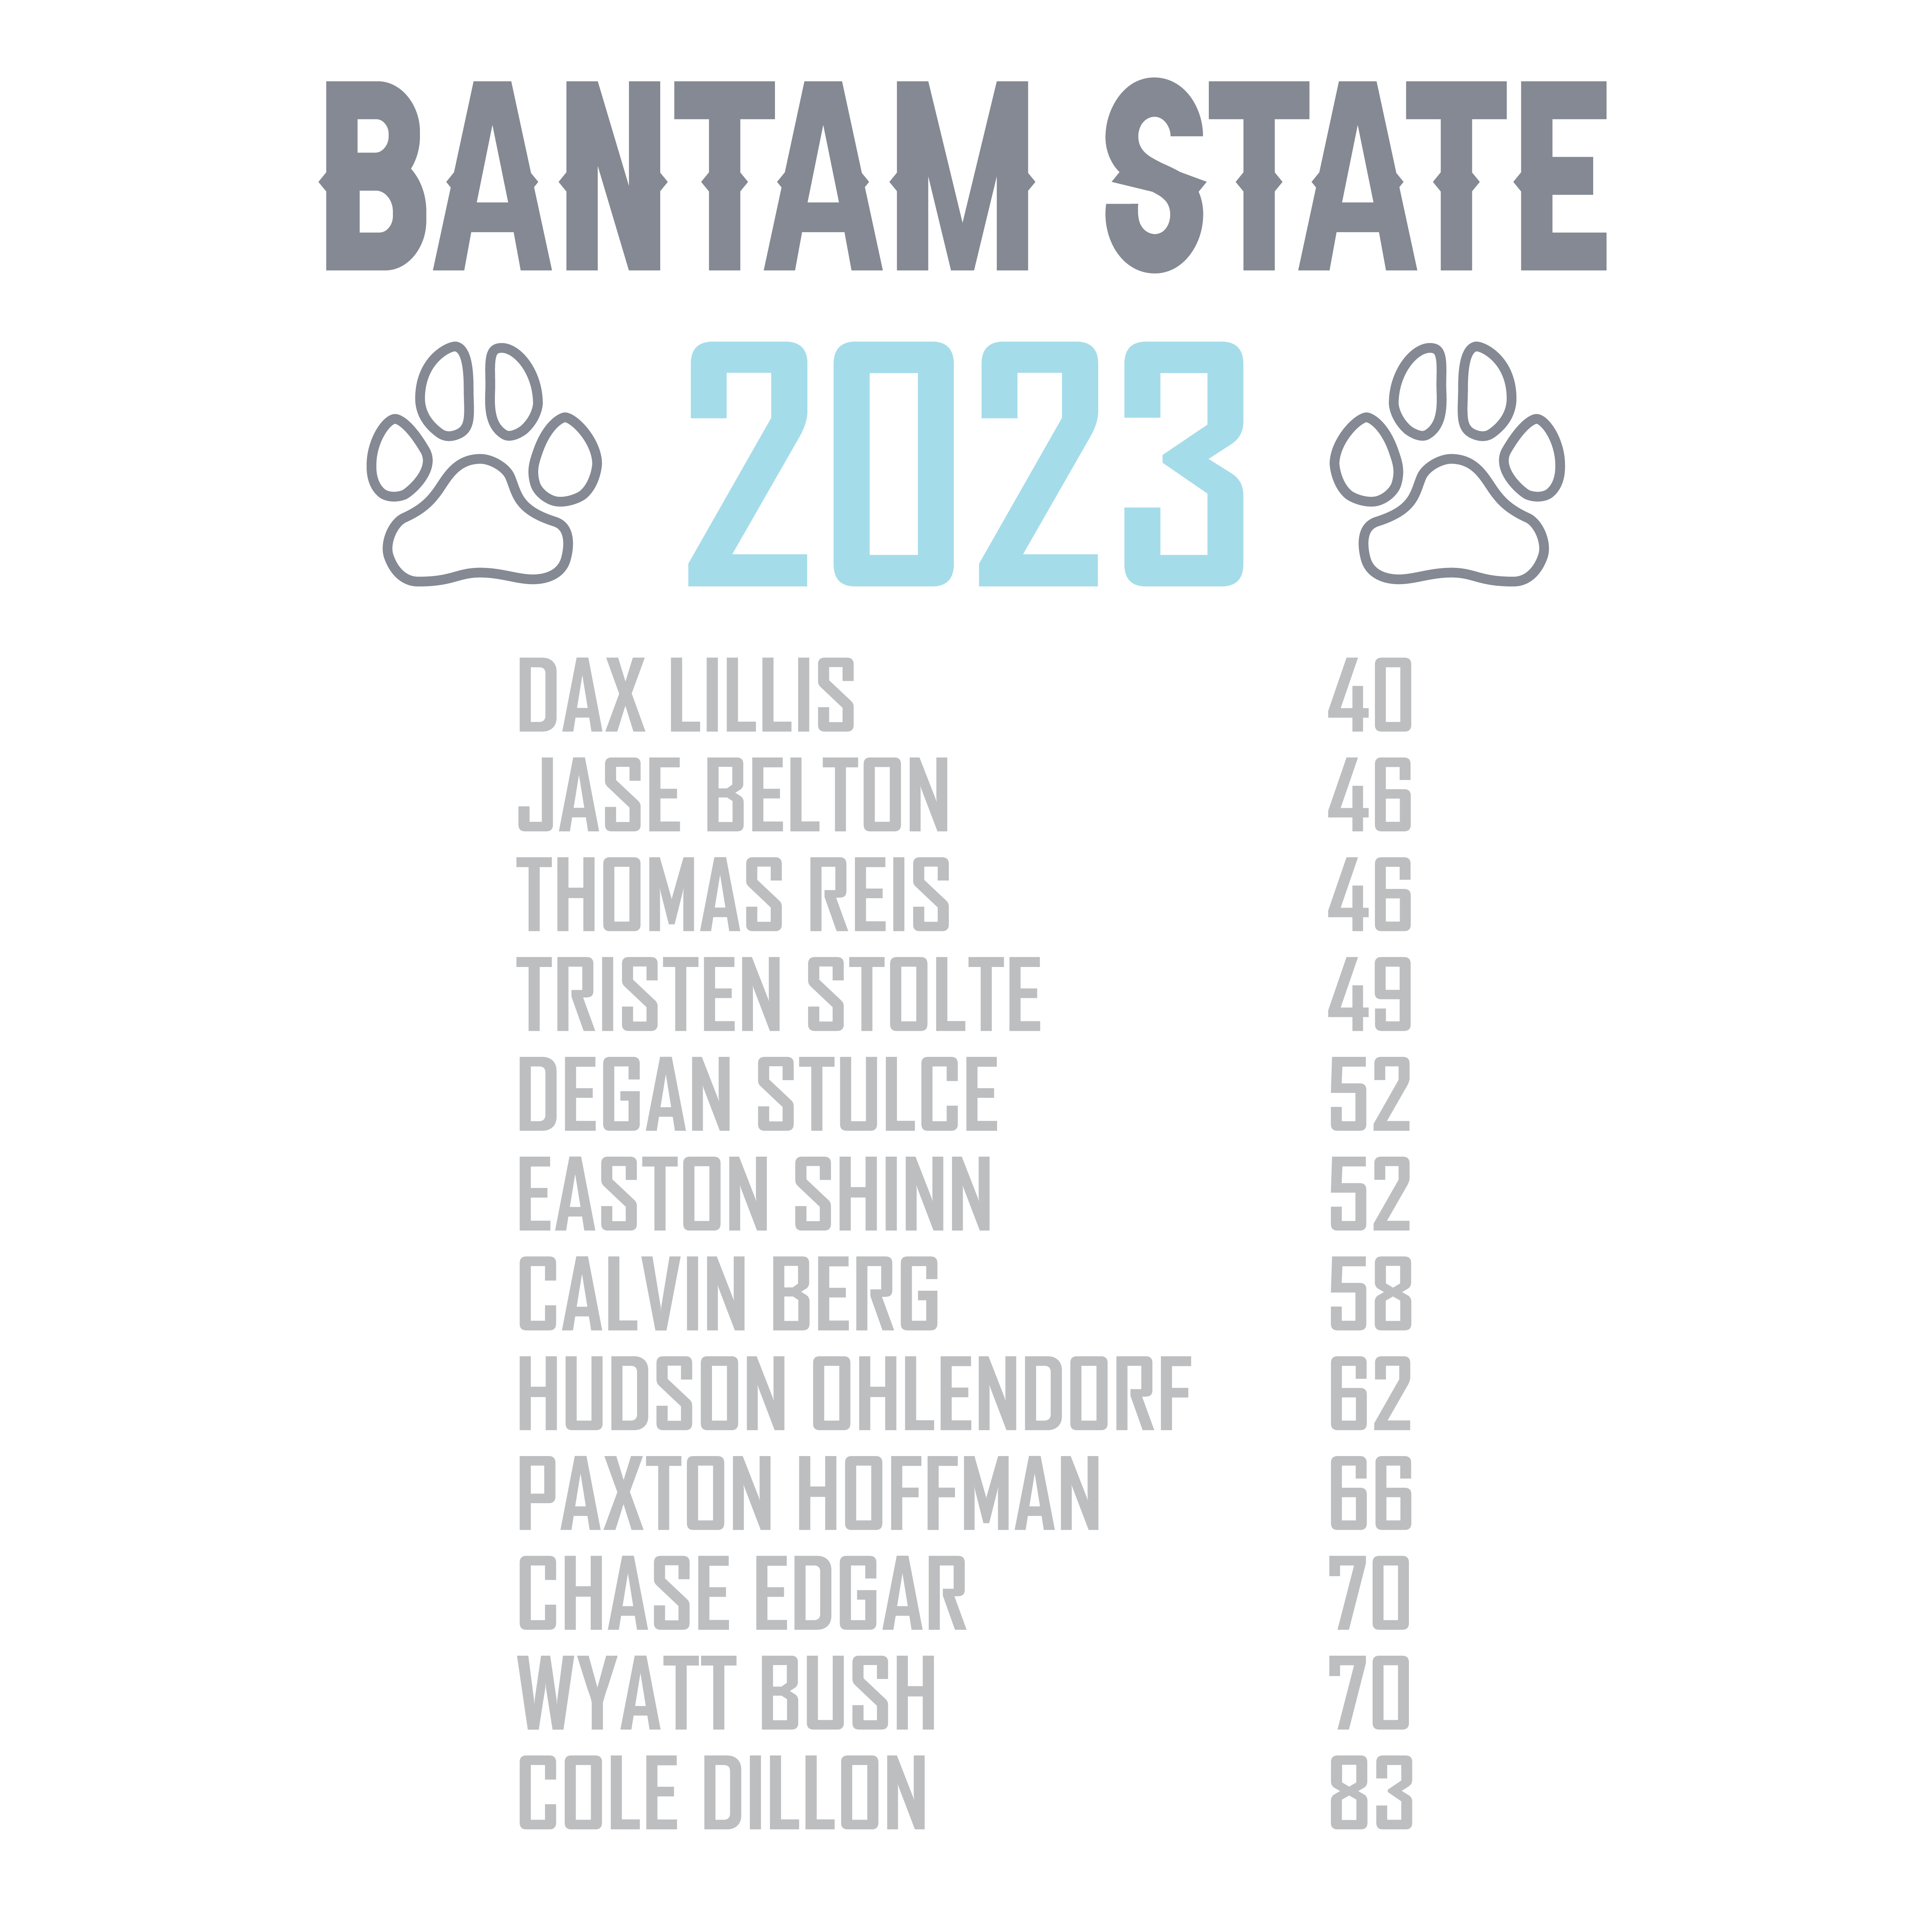 BANTAM STATE
2023
DAX LILLIS 40
JASE BELTON 46
THOMAS REIS 46
TRISTEN STOLTE 49
DEGAN STULCE 52
EASTON SHINN 52
CALVIN BERG 58
HUDSON OHLENDORF 62
PAXTON HOFFMAN 66
CHASE EDGAR 70
WYATT BUSH 70
COLE DILLON 83